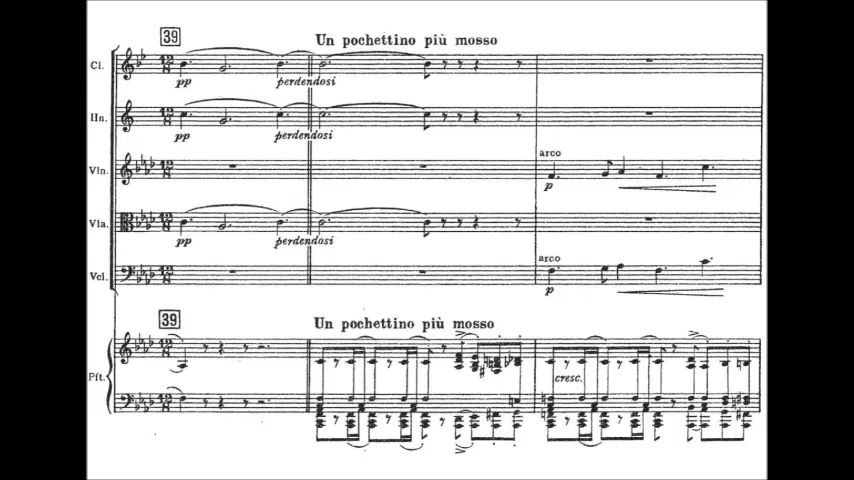 39
Un pochettino più mosso
Cl.
pp
perdendosi
Hn.
pp
perdendosi
Vln.
arco
p
Vla.
pp
perdendosi
Vcl.
arco
p
39
Un pochettino più mosso
Pft.
cresc.